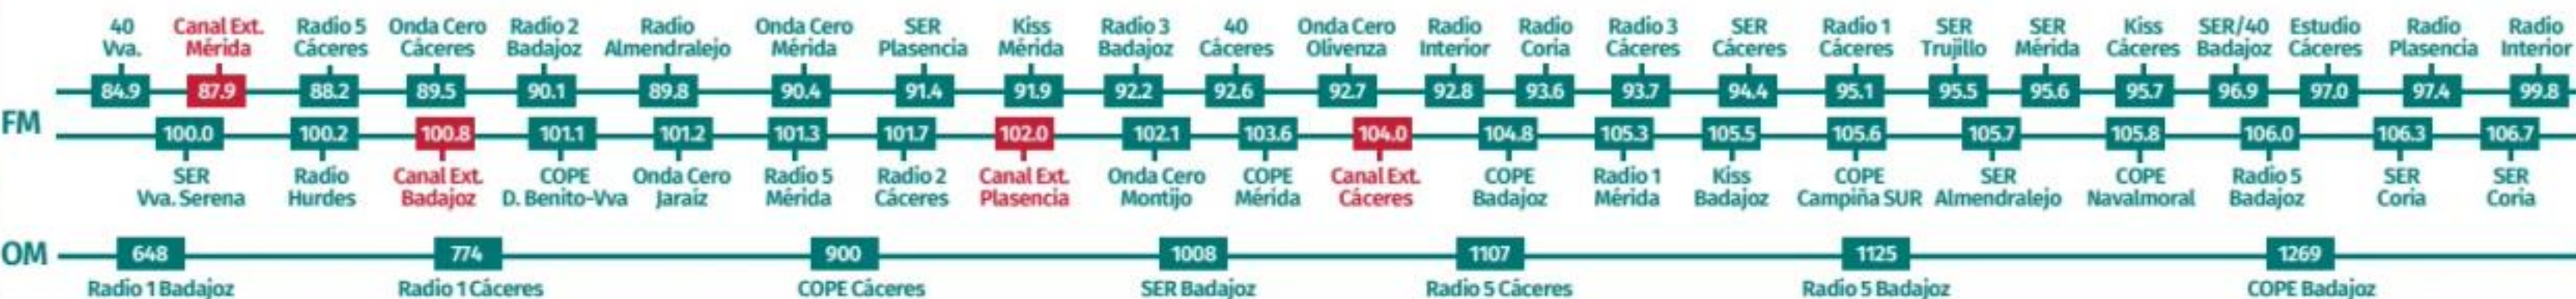 40 Canal Ext. Radio 5 Onda Cero Radio 2 Radio Onda Cero SER Kiss Radio 3 40 Onda Cero Radio Radio Radio 3 SER Radio 1 SER SER Kiss SER/40 Estudio Radio Radio
Vva. Mérida Cáceres Cáceres Badajoz Almendralejo Mérida Plasencia Mérida Badajoz Cáceres Olivenza Interior Coria Cáceres Cáceres Cáceres Trujillo Mérida Cáceres Badajoz Cáceres Plasencia Interior
84.9 87.9 88.2 89.5 90.1 89.8 90.4 91.4 91.9 92.2 92.6 92.7 92.8 93.6 93.7 94.4 95.1 95.5 95.6 95.7 96.9 97.0 97.4 99.8
FM
100.0 100.2 100.8 101.1 101.2 101.3 101.7 102.0 102.1 103.6 104.0 104.8 105.3 105.5 105.6 105.7 105.8 106.0 106.3 106.7
SER Radio Canal Ext. COPE Onda Cero Radio 5 Radio 2 Canal Ext. Onda Cero COPE Canal Ext. COPE Radio 1 Kiss COPE SER COPE Radio 5 SER SER
Vva. Serena Hurdes Badajoz D. Benito-Vva Jaraiz Mérida Cáceres Plasencia Montijo Mérida Cáceres Badajoz Mérida Badajoz Campiña SUR Almendralejo Navalmoral Badajoz Coria Coria
OM 648 774 900 1008 1107 1125 1269
Radio 1 Badajoz Radio 1 Cáceres COPE Cáceres SER Badajoz Radio 5 Cáceres Radio 5 Badajoz COPE Badajoz